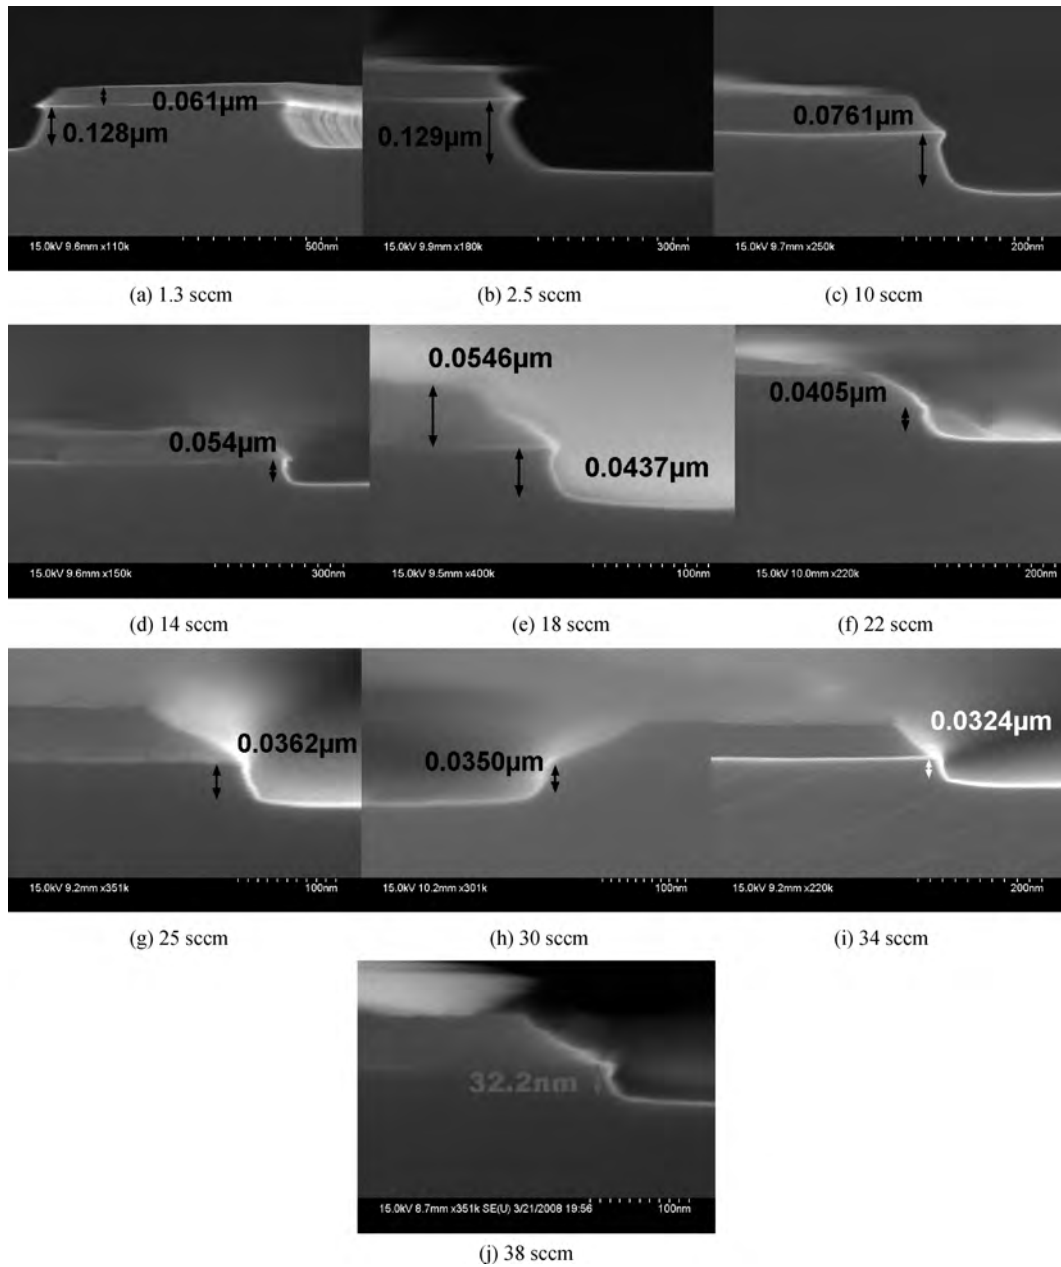 0.061µm
0.128µm
15.0kV 9.6mm x110k 500nm
(a) 1.3 sccm
0.129µm
15.0kV 9.9mm x180k 300nm
(b) 2.5 sccm
0.0761µm
15.0kV 9.7mm x250k 200nm
(c) 10 sccm
0.054µm
15.0kV 9.6mm x150k 300nm
(d) 14 sccm
0.0546µm
0.0437µm
15.0kV 9.5mm x400k 100nm
(e) 18 sccm
0.0405µm
15.0kV 10.0mm x220k 200nm
(f) 22 sccm
0.0362µm
15.0kV 9.2mm x351k 100nm
(g) 25 sccm
0.0350µm
15.0kV 10.2mm x301k 100nm
(h) 30 sccm
0.0324µm
15.0kV 9.2mm x220k 200nm
(i) 34 sccm
32.2nm
15.0kV 8.7mm x351k SE(U) 3/21/2008 19:56 100nm
(j) 38 sccm